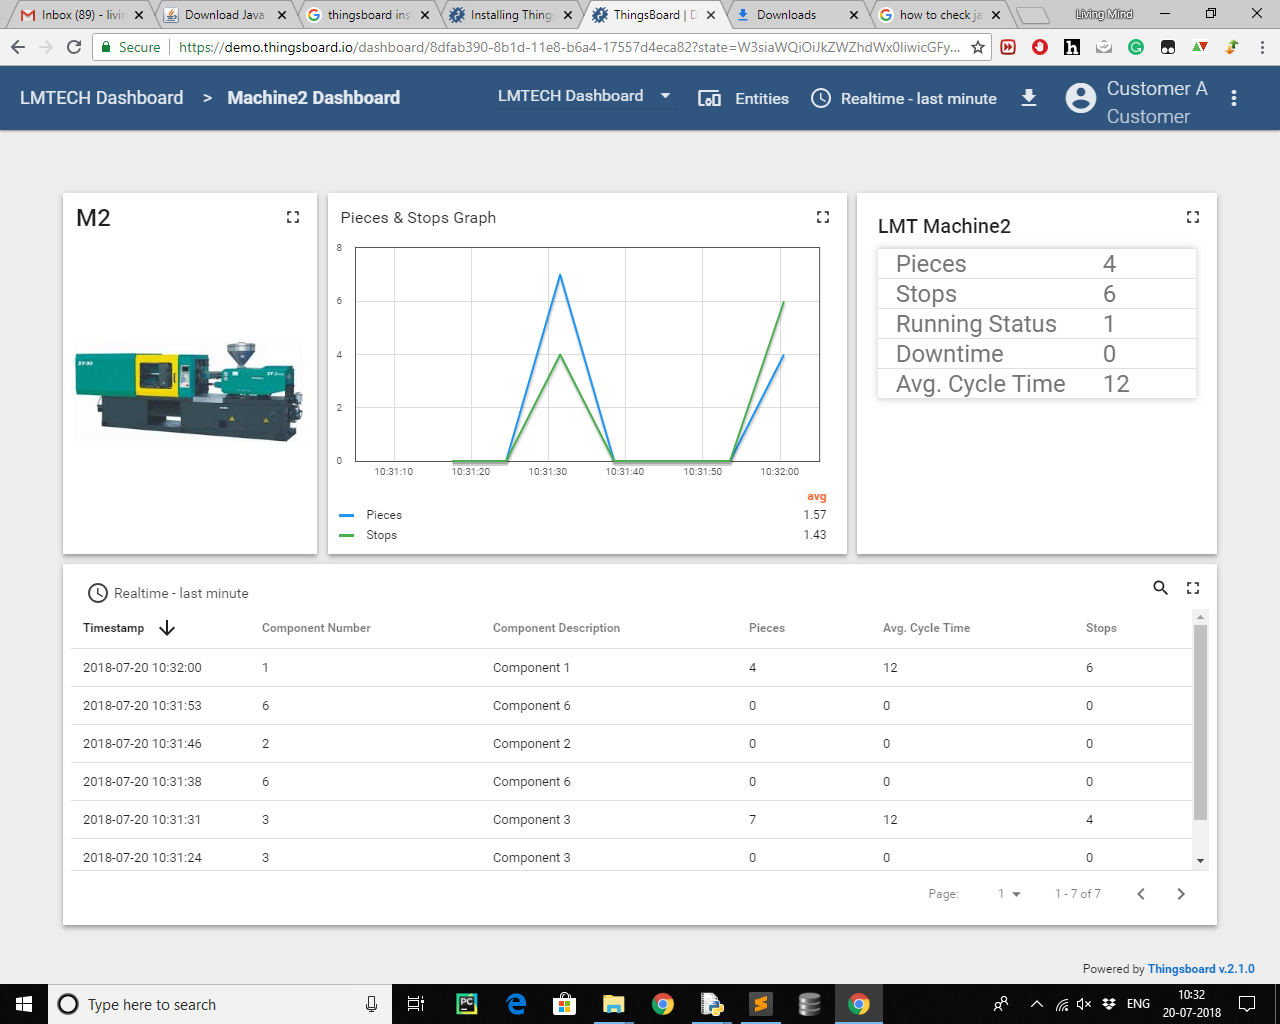 Inbox (89) - livin
Download Java
thingsboard ins
Installing Things
ThingsBoard | D
Downloads
how to check ja
Living Mind
Secure
https://demo.thingsboard.io/dashboard/8dfab390-8b1d-11e8-b6a4-17557d4eca82?state=W3siaWQiOiJkZWZhdWx0IiwicGFy...
LMTECH Dashboard > Machine2 Dashboard
LMTECH Dashboard
Entities
Realtime - last minute
Customer A
Customer
M2
ST-90
Pieces & Stops Graph
8
6
4
2
0
10:31:10 10:31:20 10:31:30 10:31:40 10:31:50 10:32:00
avg
Pieces 1.57
Stops 1.43
LMT Machine2
Pieces 4
Stops 6
Running Status 1
Downtime 0
Avg. Cycle Time 12
Realtime - last minute
Timestamp Component Number Component Description Pieces Avg. Cycle Time Stops
2018-07-20 10:32:00 1 Component 1 4 12 6
2018-07-20 10:31:53 6 Component 6 0 0 0
2018-07-20 10:31:46 2 Component 2 0 0 0
2018-07-20 10:31:38 6 Component 6 0 0 0
2018-07-20 10:31:31 3 Component 3 7 12 4
2018-07-20 10:31:24 3 Component 3 0 0 0
Page: 1 1 - 7 of 7
Powered by Thingsboard v.2.1.0
Type here to search
PC
ENG
10:32
20-07-2018